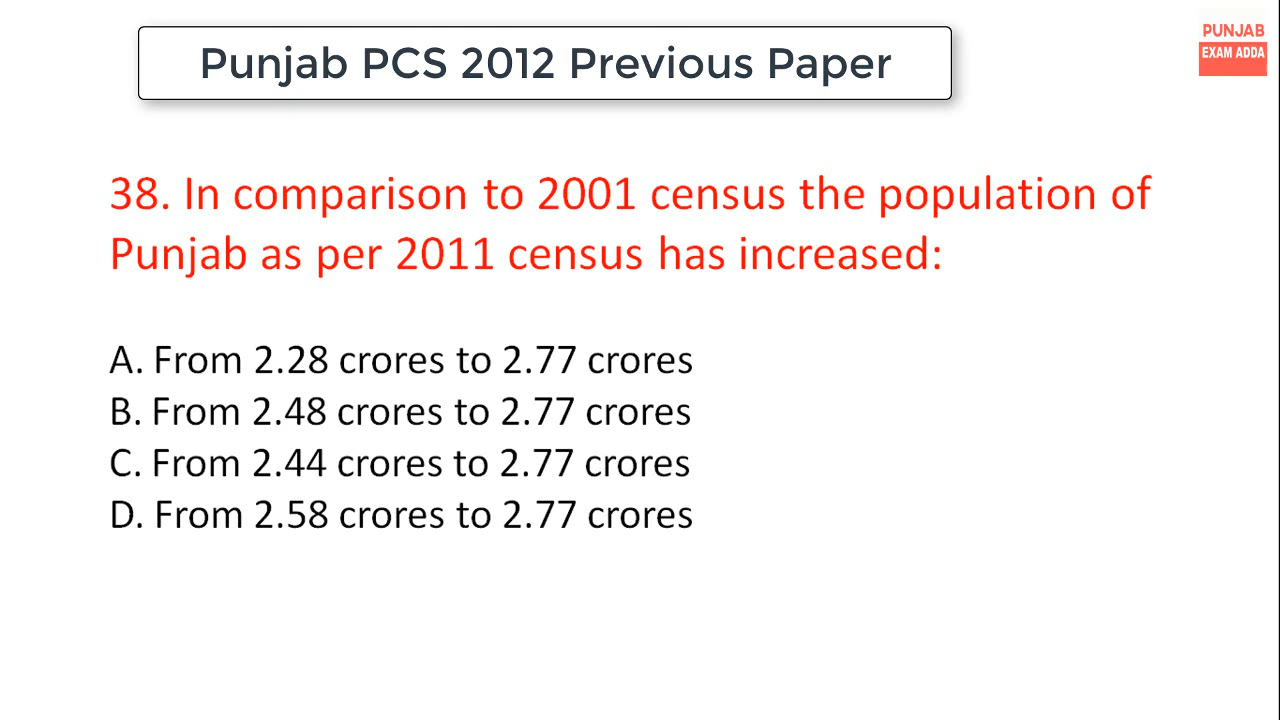 Punjab PCS 2012 Previous Paper
PUNJAB
EXAM ADDA
38. In comparison to 2001 census the population of
Punjab as per 2011 census has increased:
A. From 2.28 crores to 2.77 crores
B. From 2.48 crores to 2.77 crores
C. From 2.44 crores to 2.77 crores
D. From 2.58 crores to 2.77 crores